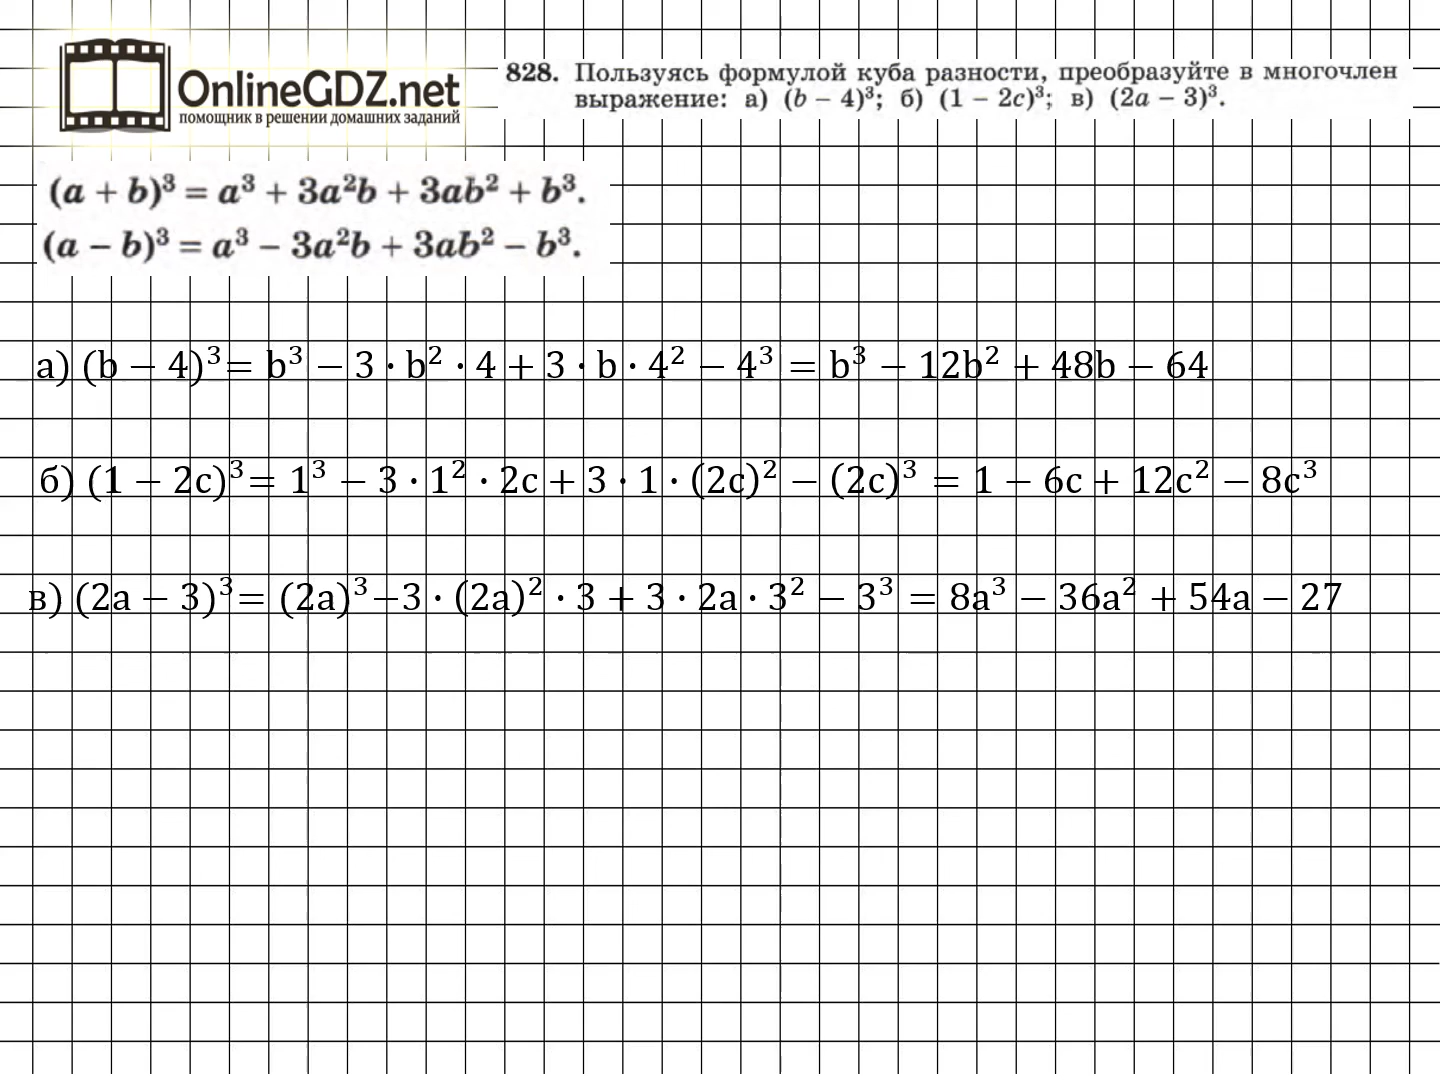 OnlineGDZ.net
помощник в решении домашних заданий
828. Пользуясь формулой куба разности, преобразуйте в многочлен
выражение: а) (b − 4)³; б) (1 − 2c)³; в) (2a − 3)³.
(a + b)³ = a³ + 3a²b + 3ab² + b³.
(a − b)³ = a³ − 3a²b + 3ab² − b³.
а) (b − 4)³= b³ − 3 · b² · 4 + 3 · b · 4² − 4³ = b³ − 12b² + 48b − 64
б) (1 − 2c)³= 1³ − 3 · 1² · 2c + 3 · 1 · (2c)² − (2c)³ = 1 − 6c + 12c² − 8c³
в) (2a − 3)³= (2a)³−3 · (2a)² · 3 + 3 · 2a · 3² − 3³ = 8a³ − 36a² + 54a − 27